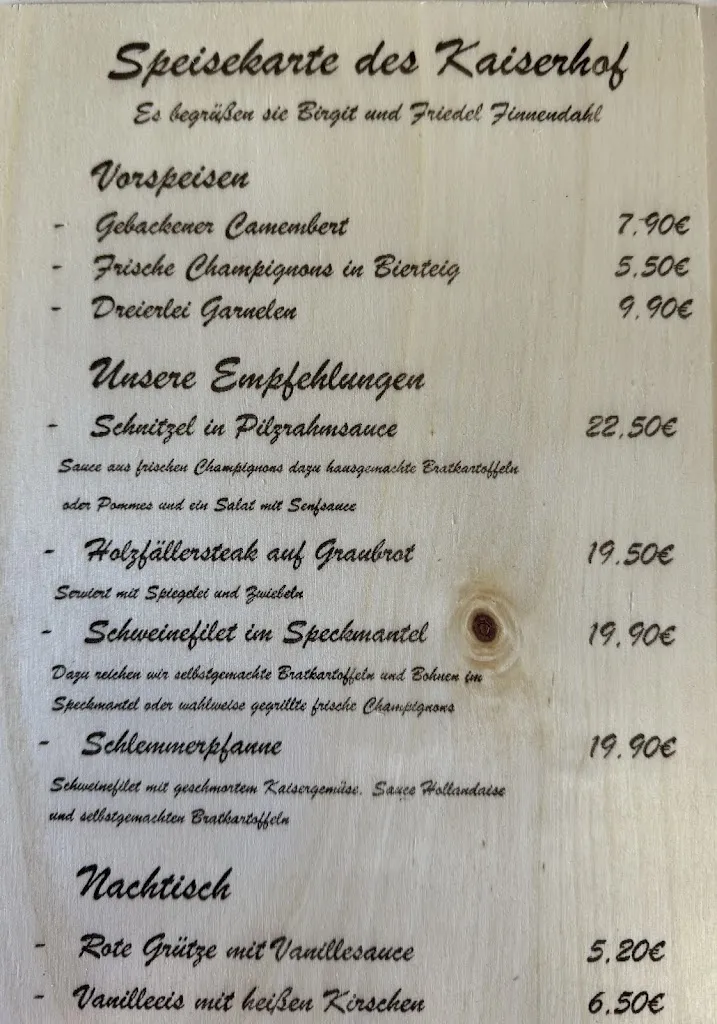 Speisekarte des Kaiserhof
Es begrüßen sie Birgit und Friedel Finnendahl
Vorspeisen
- Gebackener Camembert 7.90€
- Frische Champignons in Bierteig 5.50€
- Dreierlei Garnelen 9.90€
Unsere Empfehlungen
- Schnitzel in Pilzrahmsauce 22.50€
Sauce aus frischen Champignons dazu hausgemachte Bratkartoffeln
oder Pommes und ein Salat mit Senfsauce
- Holzfällersteak auf Graubrot 19.50€
Serviert mit Spiegelei und Zwiebeln
- Schweinefilet im Speckmantel 19.90€
Dazu reichen wir selbstgemachte Bratkartoffeln und Bohnen im
Speckmantel oder wahlweise gegrillte frische Champignons
- Schlemmerpfanne 19.90€
Schweinefilet mit geschmortem Kaisergemüse, Sauce Hollandaise
und selbstgemachten Bratkartoffeln
Nachtisch
- Rote Grütze mit Vanillesauce 5.20€
- Vanilleeis mit heißen Kirschen 6.50€